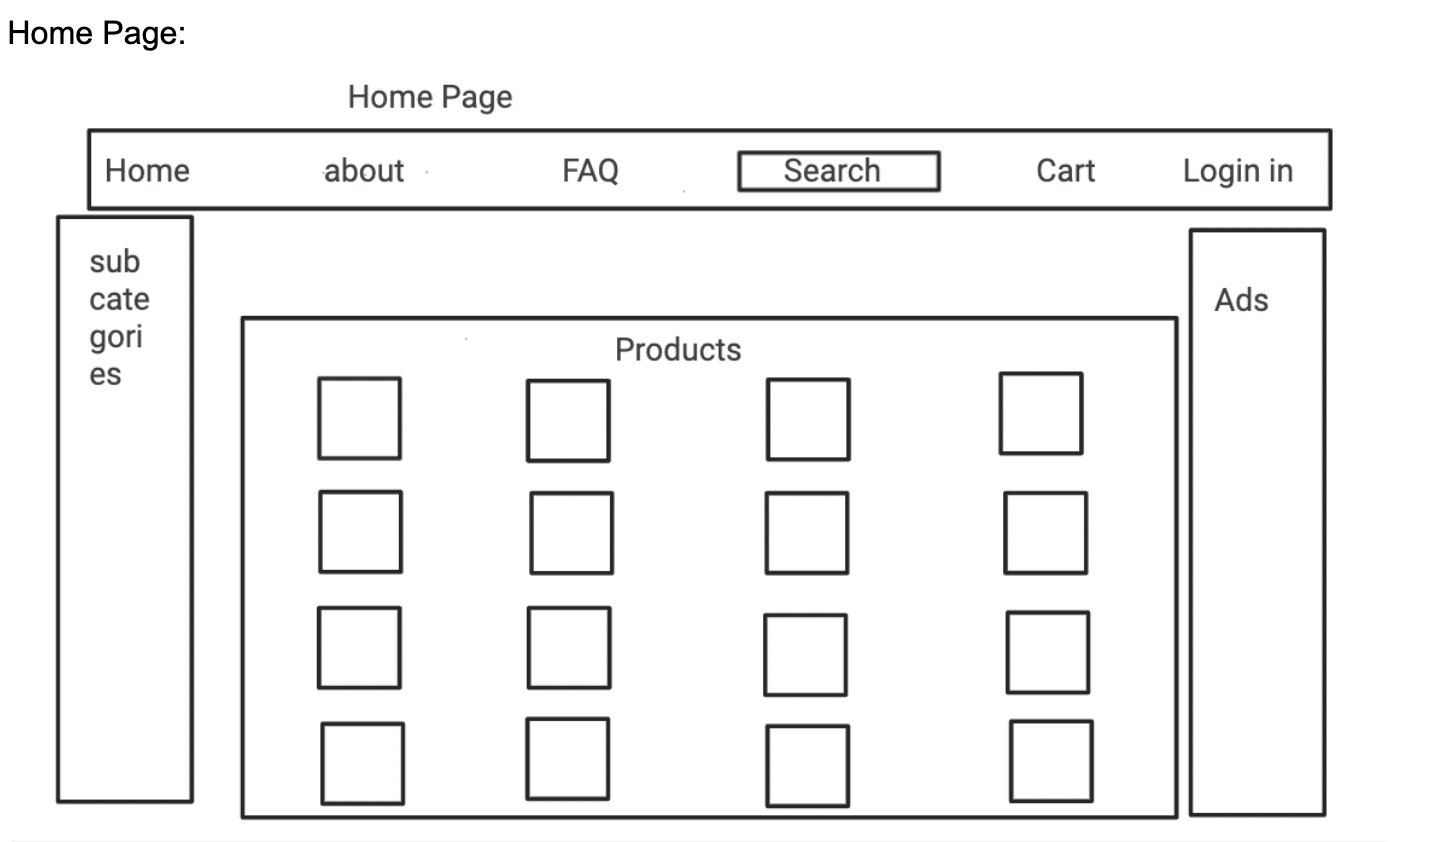 Home Page:
Home Page
Home about FAQ Search Cart Login in
sub
cate
gori
es
Ads
Products